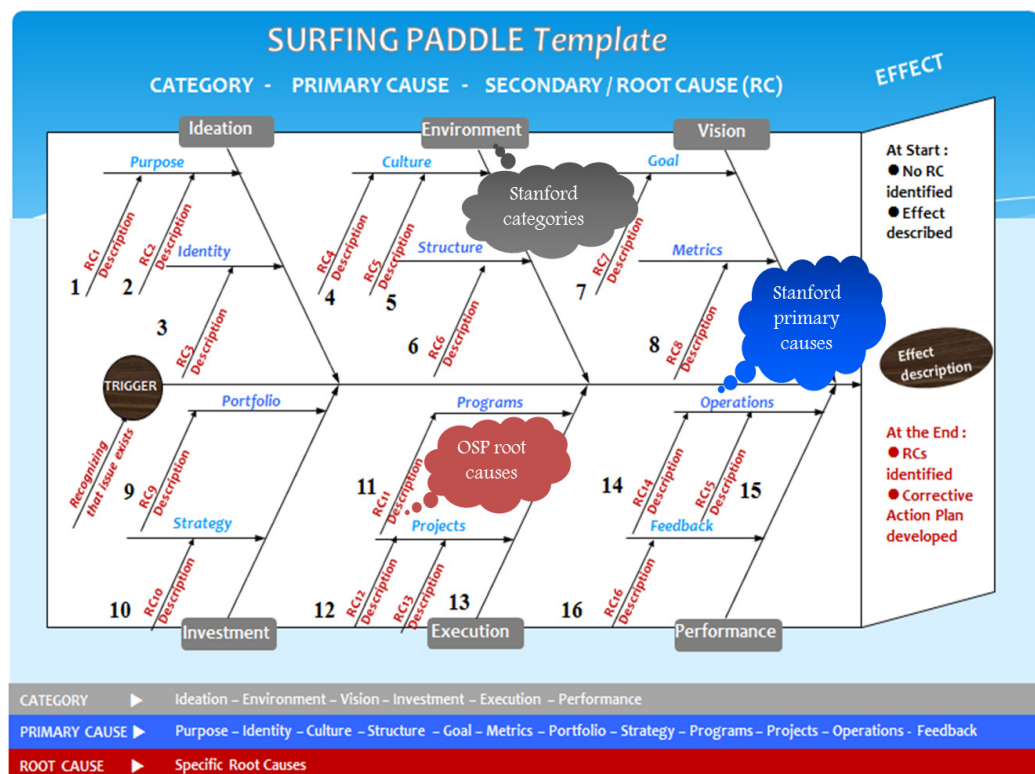 SURFING PADDLE Template
CATEGORY - PRIMARY CAUSE - SECONDARY / ROOT CAUSE (RC)
EFFECT
Ideation
Environment
Vision
Purpose
Culture
Goal
Stanford
categories
RC1
Description
RC2
Description
RC4
Description
RC5
Description
RC7
Description
1
2
4
5
7
Identity
Structure
Metrics
RC3
Description
RC6
Description
RC8
Description
3
6
8
Stanford
primary
causes
At Start :
● No RC
identified
● Effect
described
TRIGGER
Effect
description
Recognizing
that issue exists
Portfolio
Programs
Operations
OSP root
causes
RC9
Description
RC11
Description
RC14
Description
RC15
Description
9
11
14
15
Strategy
Projects
Feedback
RC10
Description
RC12
Description
RC13
Description
RC16
Description
10
12
13
16
At the End :
● RCs
identified
● Corrective
Action Plan
developed
Investment
Execution
Performance
CATEGORY ► Ideation – Environment – Vision – Investment – Execution – Performance
PRIMARY CAUSE ► Purpose – Identity – Culture – Structure – Goal – Metrics – Portfolio – Strategy – Programs – Projects – Operations - Feedback
ROOT CAUSE ► Specific Root Causes